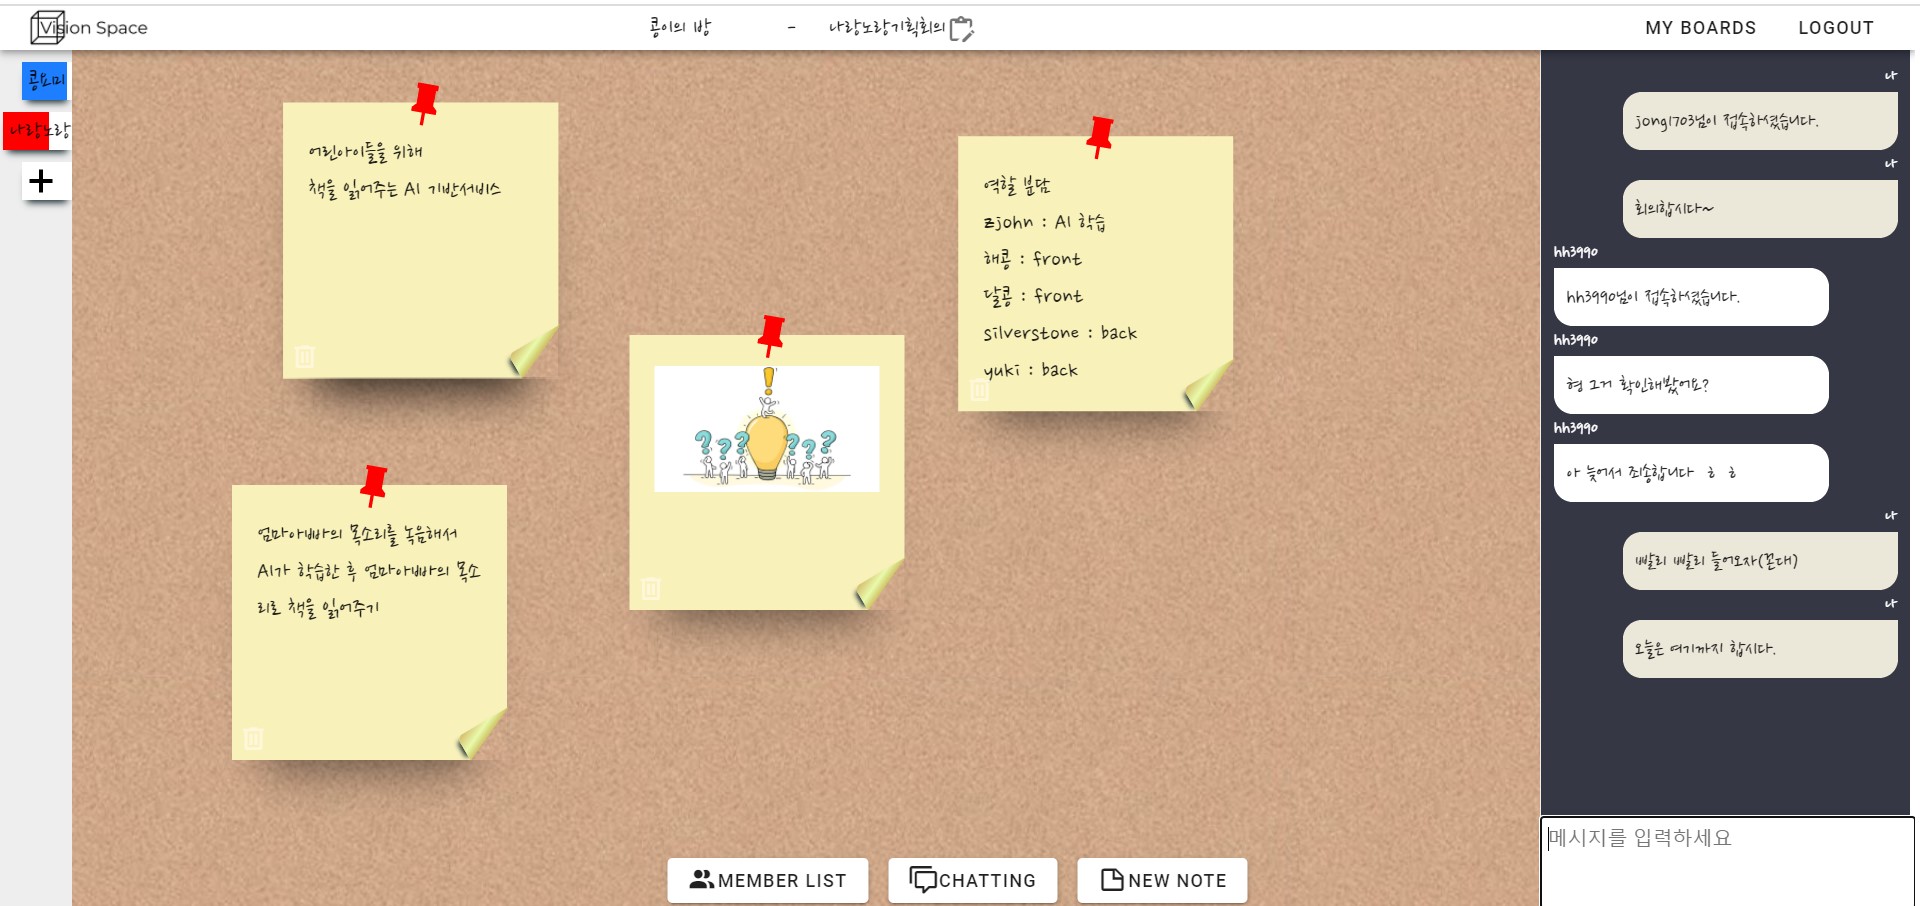 Vision Space
콩이의 방 - 나랑노랑기획회의
MY BOARDS
LOGOUT
콩요미
나랑노랑
어린아이들을 위해
책을 읽어주는 AI 기반서비스
엄마아빠의 목소리를 녹음해서
AI가 학습한 후 엄마아빠의 목소
리로 책을 읽어주기
역할 분담
zjohn : AI 학습
해콩 : front
달콩 : front
silverstone : back
yuki : back
나
jong1703님이 접속하셨습니다.
나
회의합시다~
hh3990
hh3990님이 접속하셨습니다.
hh3990
형 그거 확인해봤어요?
hh3990
아 늦어서 죄송합니다 ㅎ ㅎ
나
빨리 빨리 들어오자(꼰대)
나
오늘은 여기까지 합시다.
메시지를 입력하세요
MEMBER LIST
CHATTING
NEW NOTE